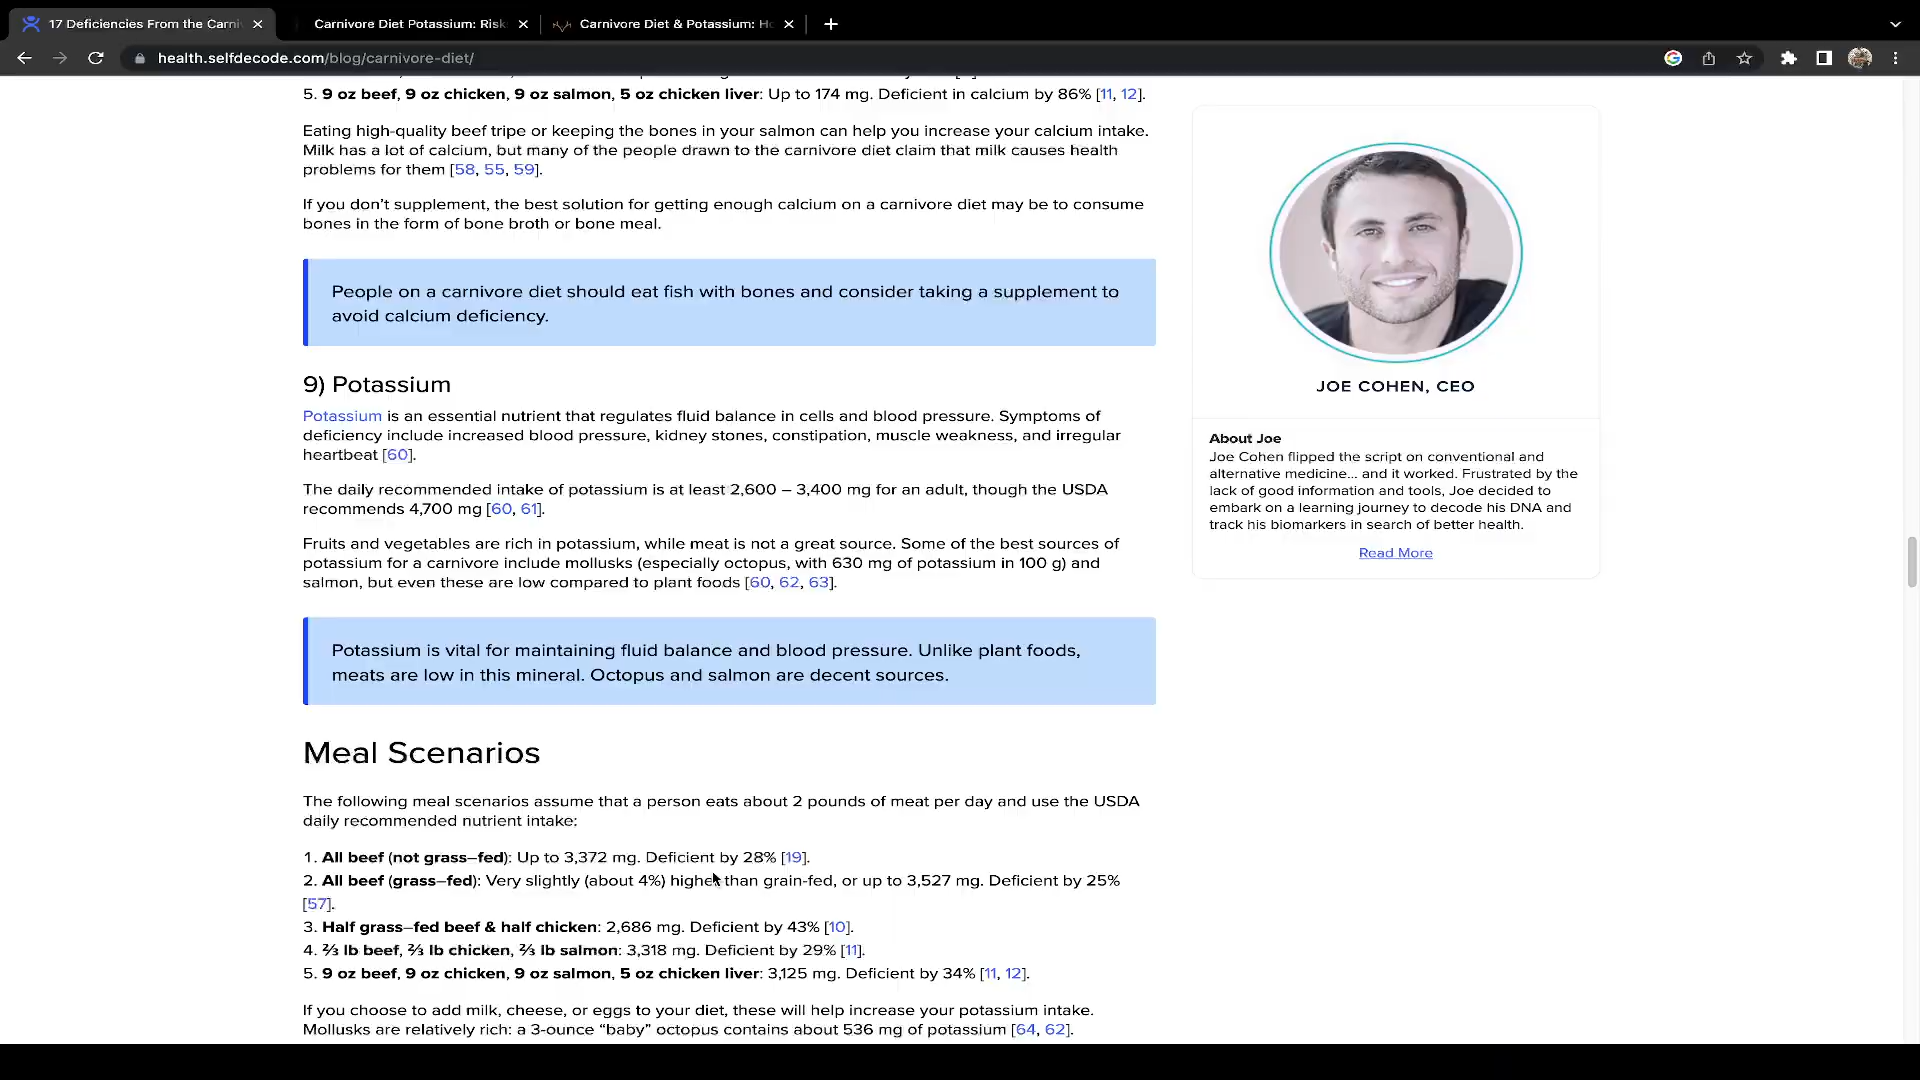 17 Deficiencies From the Carni
Carnivore Diet Potassium: Risk
Carnivore Diet & Potassium: Ho
health.selfdecode.com/blog/carnivore-diet/
5. 9 oz beef, 9 oz chicken, 9 oz salmon, 5 oz chicken liver: Up to 174 mg. Deficient in calcium by 86% [11, 12].
Eating high-quality beef tripe or keeping the bones in your salmon can help you increase your calcium intake.
Milk has a lot of calcium, but many of the people drawn to the carnivore diet claim that milk causes health
problems for them [58, 55, 59].
If you don’t supplement, the best solution for getting enough calcium on a carnivore diet may be to consume
bones in the form of bone broth or bone meal.
People on a carnivore diet should eat fish with bones and consider taking a supplement to
avoid calcium deficiency.
9) Potassium
Potassium is an essential nutrient that regulates fluid balance in cells and blood pressure. Symptoms of
deficiency include increased blood pressure, kidney stones, constipation, muscle weakness, and irregular
heartbeat [60].
The daily recommended intake of potassium is at least 2,600 – 3,400 mg for an adult, though the USDA
recommends 4,700 mg [60, 61].
Fruits and vegetables are rich in potassium, while meat is not a great source. Some of the best sources of
potassium for a carnivore include mollusks (especially octopus, with 630 mg of potassium in 100 g) and
salmon, but even these are low compared to plant foods [60, 62, 63].
Potassium is vital for maintaining fluid balance and blood pressure. Unlike plant foods,
meats are low in this mineral. Octopus and salmon are decent sources.
Meal Scenarios
The following meal scenarios assume that a person eats about 2 pounds of meat per day and use the USDA
daily recommended nutrient intake:
1. All beef (not grass–fed): Up to 3,372 mg. Deficient by 28% [19].
2. All beef (grass–fed): Very slightly (about 4%) higher than grain-fed, or up to 3,527 mg. Deficient by 25%
[57].
3. Half grass–fed beef & half chicken: 2,686 mg. Deficient by 43% [10].
4. ⅔ lb beef, ⅔ lb chicken, ⅔ lb salmon: 3,318 mg. Deficient by 29% [11].
5. 9 oz beef, 9 oz chicken, 9 oz salmon, 5 oz chicken liver: 3,125 mg. Deficient by 34% [11, 12].
If you choose to add milk, cheese, or eggs to your diet, these will help increase your potassium intake.
Mollusks are relatively rich: a 3-ounce “baby” octopus contains about 536 mg of potassium [64, 62].
JOE COHEN, CEO
About Joe
Joe Cohen flipped the script on conventional and
alternative medicine... and it worked. Frustrated by the
lack of good information and tools, Joe decided to
embark on a learning journey to decode his DNA and
track his biomarkers in search of better health.
Read More